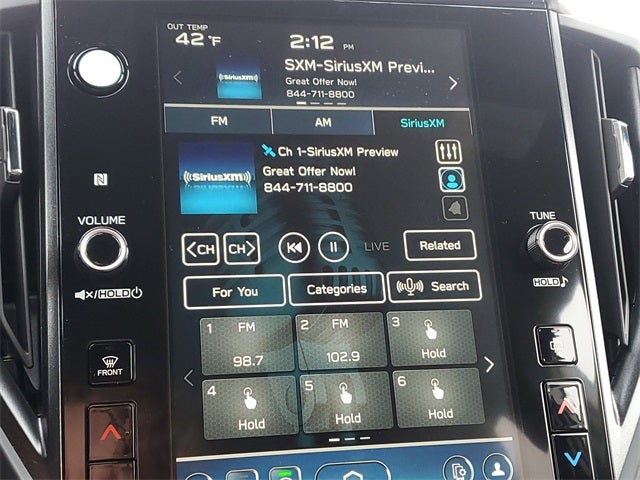 OUT TEMP
42 °F
2:12 PM
SXM-SiriusXM Previ...
Great Offer Now!
844-711-8800
((SiriusXM))
FM AM SiriusXM
Ch 1-SiriusXM Preview
Great Offer Now!
844-711-8800
((SiriusXM))
N
VOLUME
TUNE
<CH CH> LIVE Related
HOLD
HOLD
For You Categories Search
1 FM 98.7
2 FM 102.9
3 Hold
FRONT
4 Hold
5 Hold
6 Hold